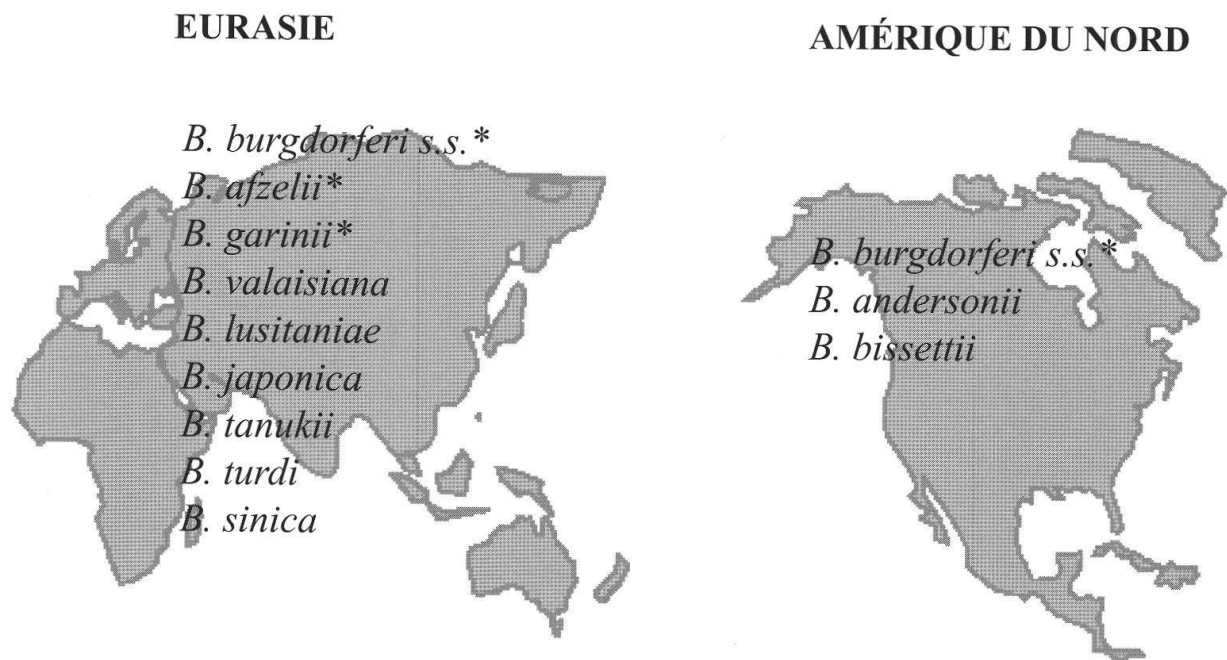 EURASIE
B. burgdorferi s.s.*
B. afzelii*
B. garinii*
B. valaisiana
B. lusitaniae
B. japonica
B. tanukii
B. turdi
B. sinica
AMÉRIQUE DU NORD
B. burgdorferi s.s.*
B. andersonii
B. bissettii